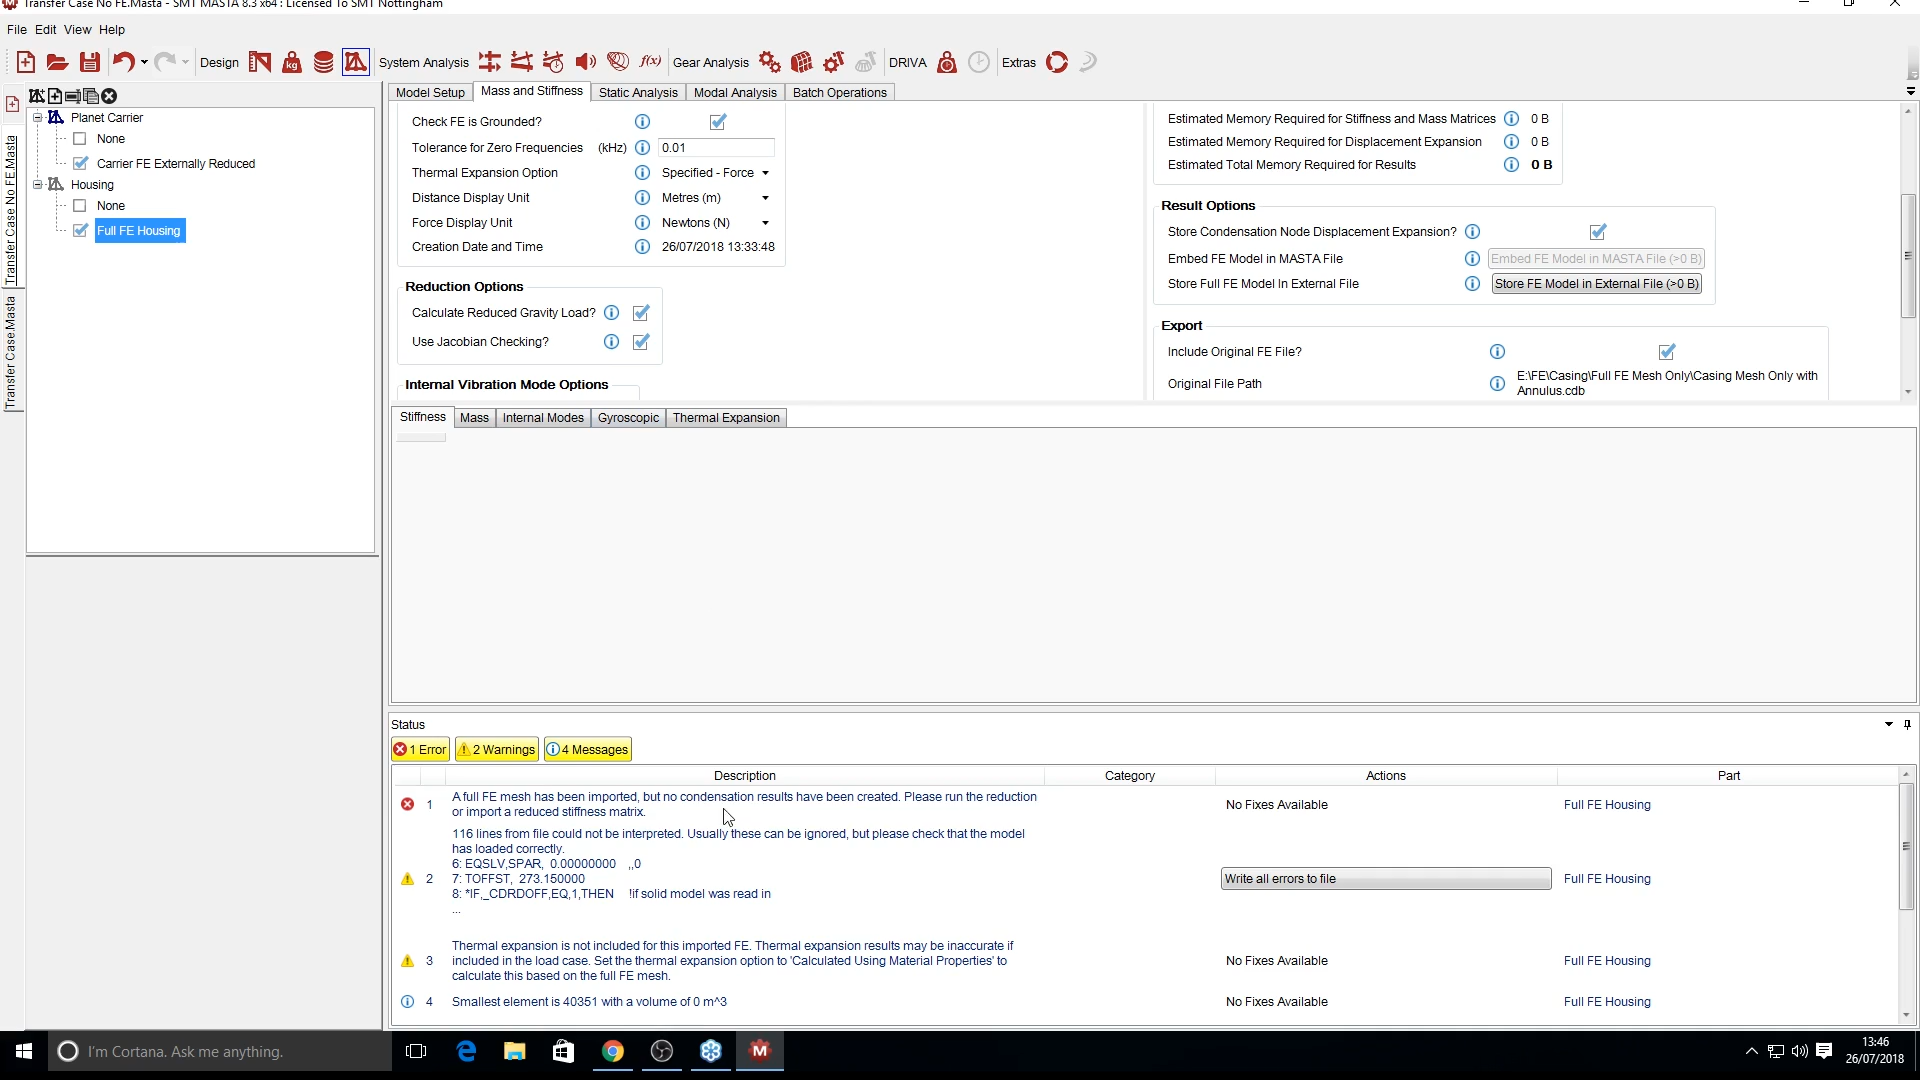 Transfer Case No FE.Masta - SMT MASTA 8.3 x64 : Licensed To SMT Nottingham
File Edit View Help
Design System Analysis f(x) Gear Analysis DRIVA Extras
kg
Transfer Case No FE.Masta
Transfer Case.Masta
Planet Carrier
None
Carrier FE Externally Reduced
Housing
None
Full FE Housing
Model Setup Mass and Stiffness Static Analysis Modal Analysis Batch Operations
Check FE is Grounded?
Tolerance for Zero Frequencies (kHz) 0.01
Thermal Expansion Option Specified - Force
Distance Display Unit Metres (m)
Force Display Unit Newtons (N)
Creation Date and Time 26/07/2018 13:33:48
Reduction Options
Calculate Reduced Gravity Load?
Use Jacobian Checking?
Internal Vibration Mode Options
Estimated Memory Required for Stiffness and Mass Matrices 0 B
Estimated Memory Required for Displacement Expansion 0 B
Estimated Total Memory Required for Results 0 B
Result Options
Store Condensation Node Displacement Expansion?
Embed FE Model in MASTA File Embed FE Model in MASTA File (>0 B)
Store Full FE Model In External File Store FE Model in External File (>0 B)
Export
Include Original FE File?
Original File Path E:\FE\Casing\Full FE Mesh Only\Casing Mesh Only with
Annulus.cdb
Stiffness Mass Internal Modes Gyroscopic Thermal Expansion
Status
1 Error 2 Warnings 4 Messages
Description Category Actions Part
1 A full FE mesh has been imported, but no condensation results have been created. Please run the reduction
or import a reduced stiffness matrix. No Fixes Available Full FE Housing
116 lines from file could not be interpreted. Usually these can be ignored, but please check that the model
has loaded correctly.
6: EQSLV,SPAR, 0.00000000 ,,0
2 7: TOFFST, 273.150000 Write all errors to file Full FE Housing
8: *IF,_CDRDOFF,EQ,1,THEN !if solid model was read in
...
Thermal expansion is not included for this imported FE. Thermal expansion results may be inaccurate if
3 included in the load case. Set the thermal expansion option to 'Calculated Using Material Properties' to No Fixes Available Full FE Housing
calculate this based on the full FE mesh.
4 Smallest element is 40351 with a volume of 0 m^3 No Fixes Available Full FE Housing
I'm Cortana. Ask me anything.
M
13:46
26/07/2018